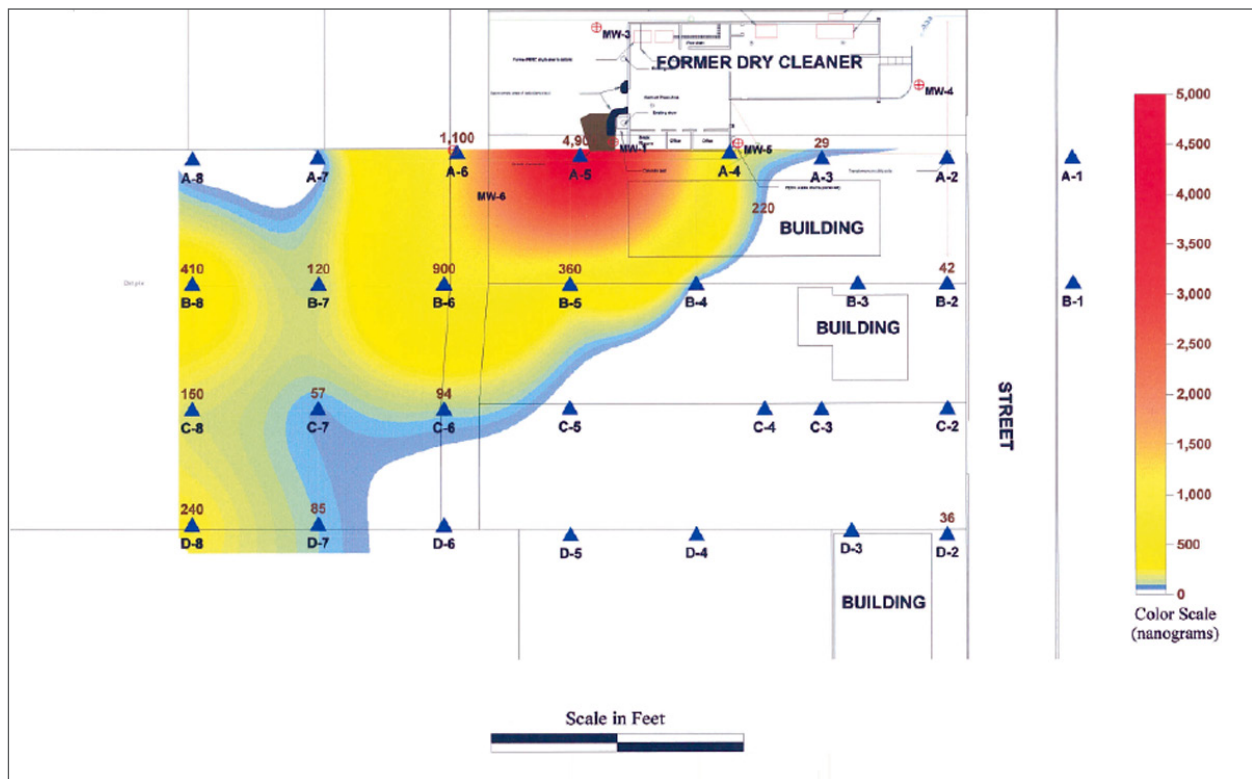 MW-3
FORMER DRY CLEANER
MW-4
5,000
4,500
4,000
3,500
3,000
2,500
2,000
1,500
1,000
500
0
Color Scale
(nanograms)
1,100
MW-1
MW-5
29
A-8
A-7
A-6
A-5
A-4
A-3
A-2
A-1
MW-6
220
BUILDING
410
120
900
360
42
B-8
B-7
B-6
B-5
B-4
B-3
B-2
B-1
BUILDING
150
57
94
C-8
C-7
C-6
C-5
C-4
C-3
C-2
STREET
240
85
36
D-8
D-7
D-6
D-5
D-4
D-3
D-2
BUILDING
Scale in Feet